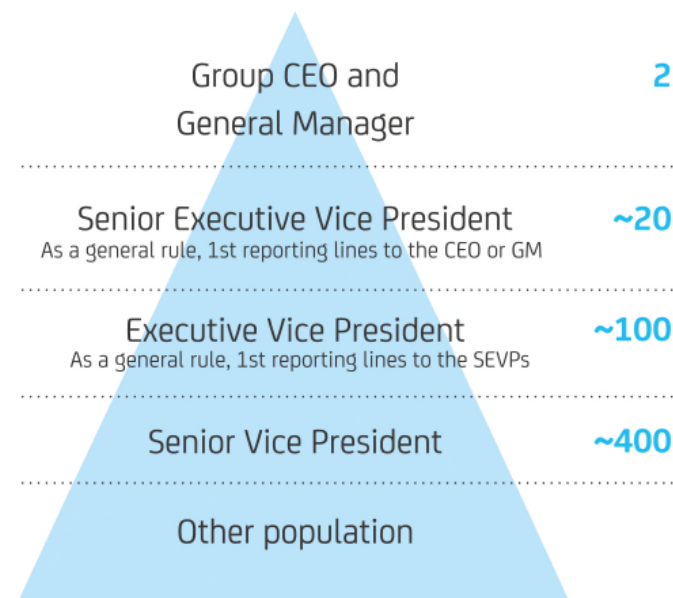 Group CEO and
General Manager
2
Senior Executive Vice President
~20
As a general rule, 1st reporting lines to the CEO or GM
Executive Vice President
~100
As a general rule, 1st reporting lines to the SEVPs
Senior Vice President
~400
Other population